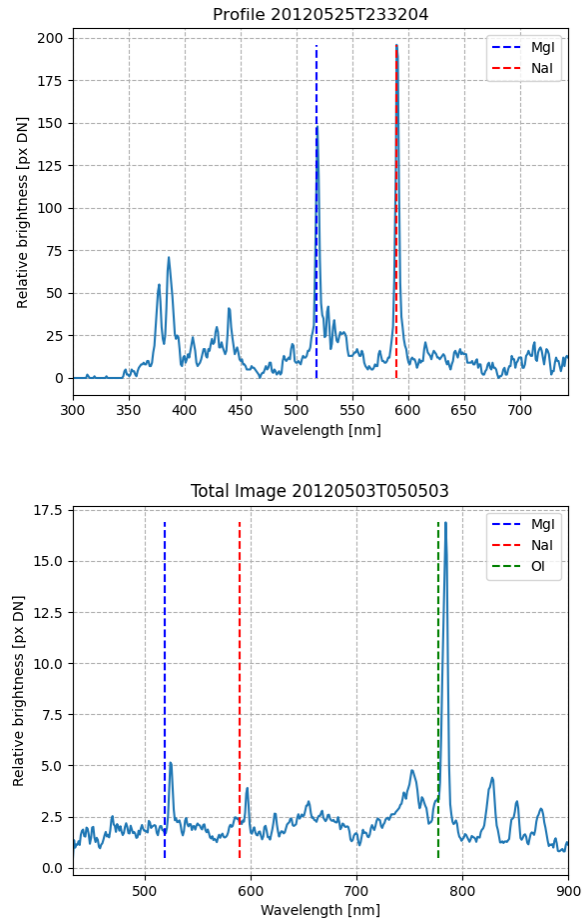 Profile 20120525T233204
Relative brightness [px DN]
200
175
150
125
100
75
50
25
0
MgI
NaI
300 350 400 450 500 550 600 650 700
Wavelength [nm]
Total Image 20120503T050503
Relative brightness [px DN]
17.5
15.0
12.5
10.0
7.5
5.0
2.5
0.0
MgI
NaI
OI
500 600 700 800 900
Wavelength [nm]